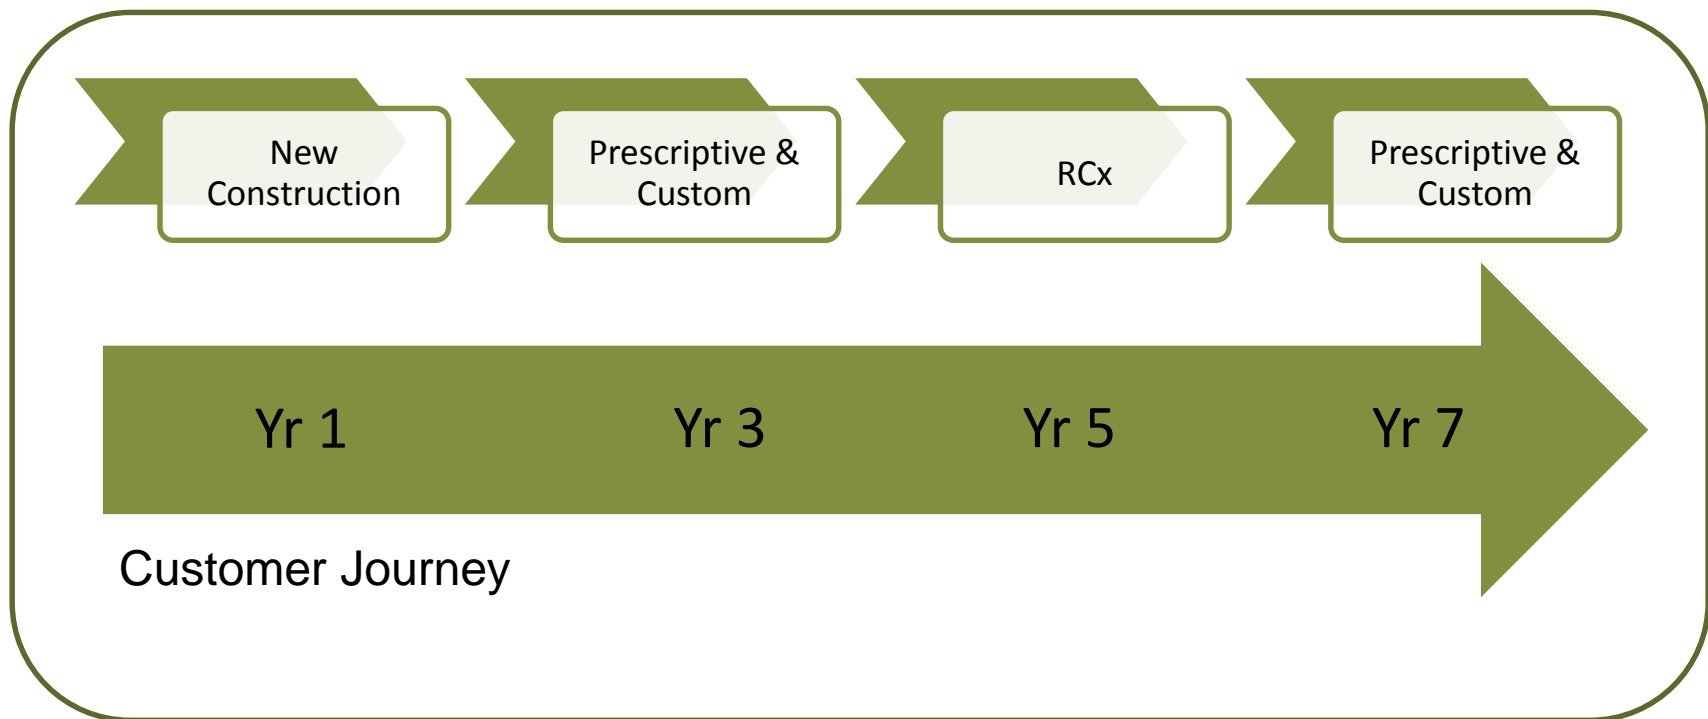 New
Construction
Prescriptive &
Custom
RCx
Prescriptive &
Custom
Yr 1
Yr 3
Yr 5
Yr 7
Customer Journey